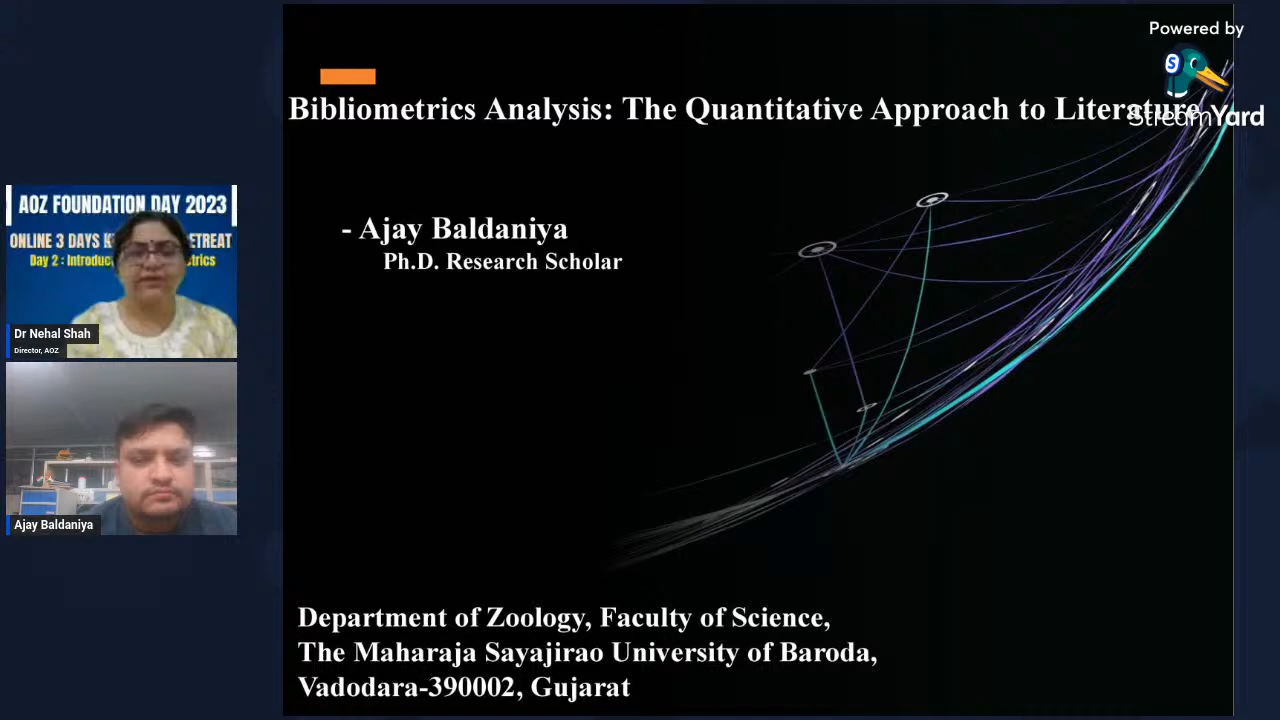 Powered by
StreamYard
Bibliometrics Analysis: The Quantitative Approach to Literature
- Ajay Baldaniya
Ph.D. Research Scholar
AOZ FOUNDATION DAY 2023
ONLINE 3 DAYS ETREAT
Day 2 : Introduc trics
Dr Nehal Shah
Director, AOZ
Ajay Baldaniya
Department of Zoology, Faculty of Science,
The Maharaja Sayajirao University of Baroda,
Vadodara-390002, Gujarat